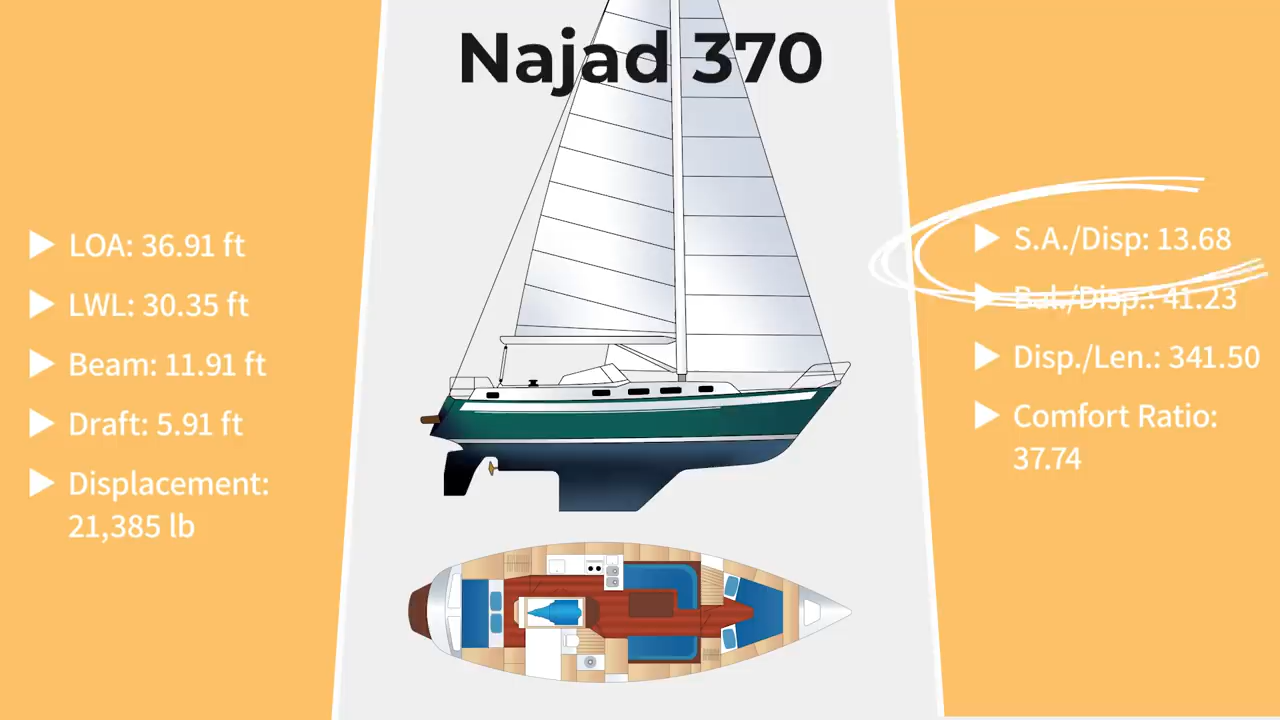 Najad 370
LOA: 36.91 ft
LWL: 30.35 ft
Beam: 11.91 ft
Draft: 5.91 ft
Displacement:
21,385 lb
S.A./Disp: 13.68
Bal./Disp.: 41.23
Disp./Len.: 341.50
Comfort Ratio:
37.74